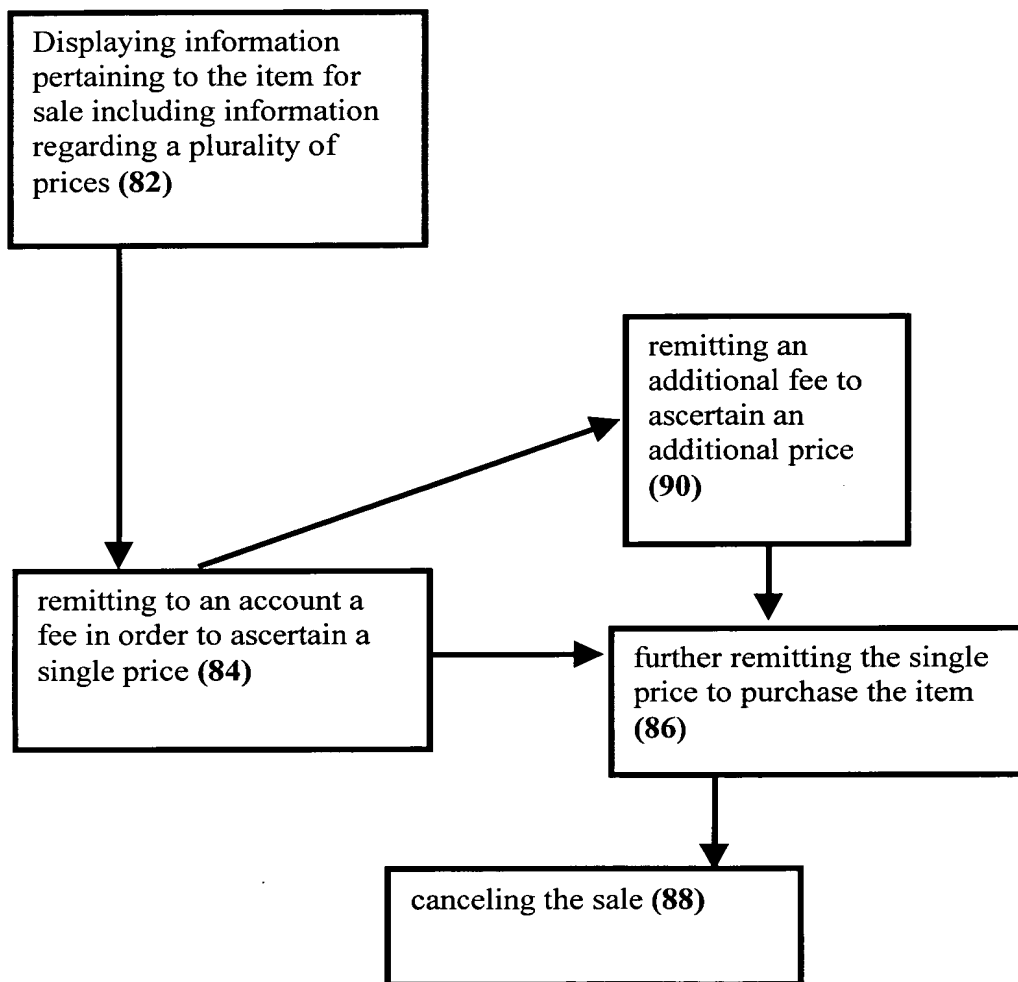 Displaying information
pertaining to the item for
sale including information
regarding a plurality of
prices (82)
remitting an
additional fee to
ascertain an
additional price
(90)
remitting to an account a
fee in order to ascertain a
single price (84)
further remitting the single
price to purchase the item
(86)
canceling the sale (88)